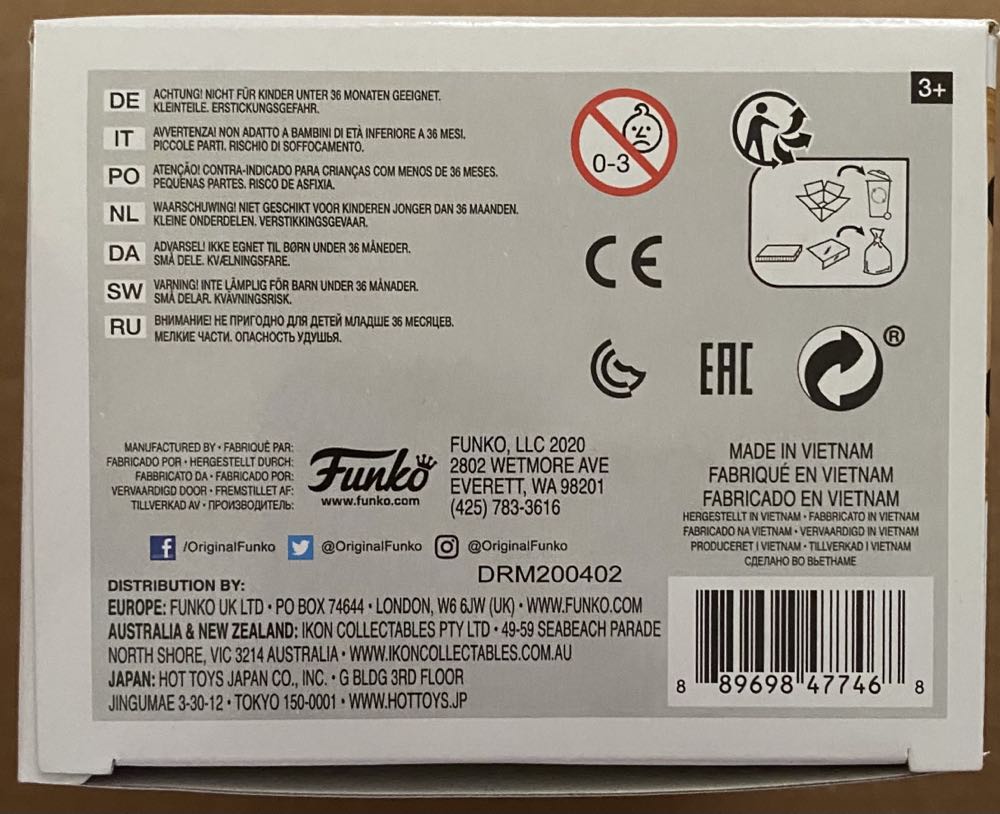 3+
DE
ACHTUNG! NICHT FÜR KINDER UNTER 36 MONATEN GEEIGNET.
KLEINTEILE. ERSTICKUNGSGEFAHR.
IT
AVVERTENZA! NON ADATTO A BAMBINI DI ETÀ INFERIORE A 36 MESI.
PICCOLE PARTI. RISCHIO DI SOFFOCAMENTO.
PO
ATENÇÃO! CONTRA-INDICADO PARA CRIANÇAS COM MENOS DE 36 MESES.
PEQUENAS PARTES. RISCO DE ASFIXIA.
NL
WAARSCHUWING! NIET GESCHIKT VOOR KINDEREN JONGER DAN 36 MAANDEN.
KLEINE ONDERDELEN. VERSTIKKINGSGEVAAR.
DA
ADVARSEL! IKKE EGNET TIL BØRN UNDER 36 MÅNEDER.
SMÅ DELE. KVÆLNINGSFARE.
SW
VARNING! INTE LÄMPLIG FÖR BARN UNDER 36 MÅNADER.
SMÅ DELAR. KVÄVNINGSRISK.
RU
ВНИМАНИЕ! НЕ ПРИГОДНО ДЛЯ ДЕТЕЙ МЛАДШЕ 36 МЕСЯЦЕВ.
МЕЛКИЕ ЧАСТИ. ОПАСНОСТЬ УДУШЬЯ.
0-3
CE
EAC
®
MANUFACTURED BY • FABRIQUÉ PAR:
FABRICADO POR • HERGESTELLT DURCH:
FABBRICATO DA • FABRICADO POR:
VERVAARDIGD DOOR • FREMSTILLET AF:
TILLVERKAD AV • ПРОИЗВОДИТЕЛЬ:
Funko
www.funko.com
FUNKO, LLC 2020
2802 WETMORE AVE
EVERETT, WA 98201
(425) 783-3616
MADE IN VIETNAM
FABRIQUÉ EN VIETNAM
FABRICADO EN VIETNAM
HERGESTELLT IN VIETNAM • FABBRICATO IN VIETNAM
FABRICADO NA VIETNAM • VERVAARDIGD IN VIETNAM
PRODUCERET I VIETNAM • TILLVERKAD I VIETNAM
СДЕЛАНО ВО ВЬЕТНАМЕ
f /OriginalFunko @OriginalFunko @OriginalFunko
DRM200402
DISTRIBUTION BY:
EUROPE: FUNKO UK LTD • PO BOX 74644 • LONDON, W6 6JW (UK) • WWW.FUNKO.COM
AUSTRALIA & NEW ZEALAND: IKON COLLECTABLES PTY LTD • 49-59 SEABEACH PARADE
NORTH SHORE, VIC 3214 AUSTRALIA • WWW.IKONCOLLECTABLES.COM.AU
JAPAN: HOT TOYS JAPAN CO., INC. • G BLDG 3RD FLOOR
JINGUMAE 3-30-12 • TOKYO 150-0001 • WWW.HOTTOYS.JP
8 89698 47746 8